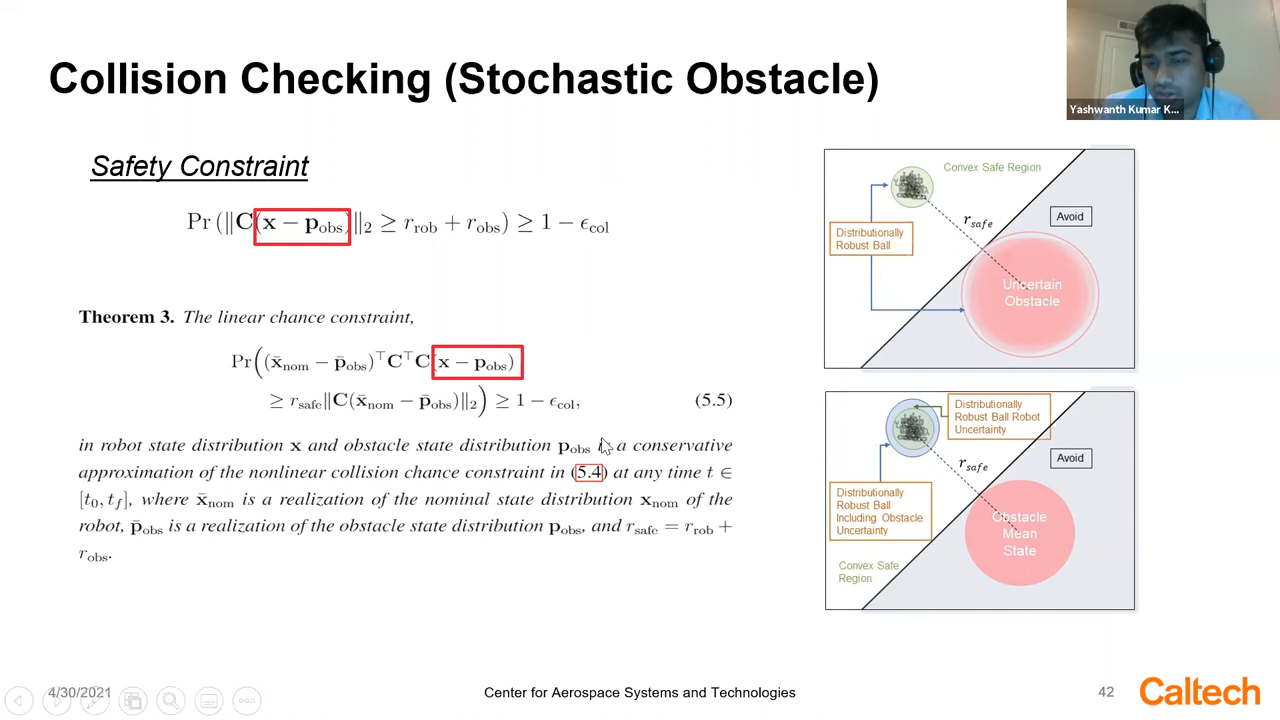 Collision Checking (Stochastic Obstacle)
Yashwanth Kumar K...
Safety Constraint
Pr (‖C(x − p_obs)‖₂ ≥ r_rob + r_obs) ≥ 1 − ϵ_col
Theorem 3. The linear chance constraint,
Pr((x̄_nom − p̄_obs)^⊤ C^⊤ C(x − p_obs)
≥ r_safe‖C(x̄_nom − p̄_obs)‖₂) ≥ 1 − ϵ_col, (5.5)
in robot state distribution x and obstacle state distribution p_obs is a conservative
approximation of the nonlinear collision chance constraint in (5.4) at any time t ∈
[t₀, t_f], where x̄_nom is a realization of the nominal state distribution x_nom of the
robot, p̄_obs is a realization of the obstacle state distribution p_obs, and r_safe = r_rob +
r_obs.
Convex Safe Region
r_safe
Avoid
Distributionally
Robust Ball
Uncertain
Obstacle
Distributionally
Robust Ball Robot
Uncertainty
r_safe
Avoid
Distributionally
Robust Ball
Including Obstacle
Uncertainty
Obstacle
Mean
State
Convex Safe
Region
4/30/2021
Center for Aerospace Systems and Technologies
42
Caltech